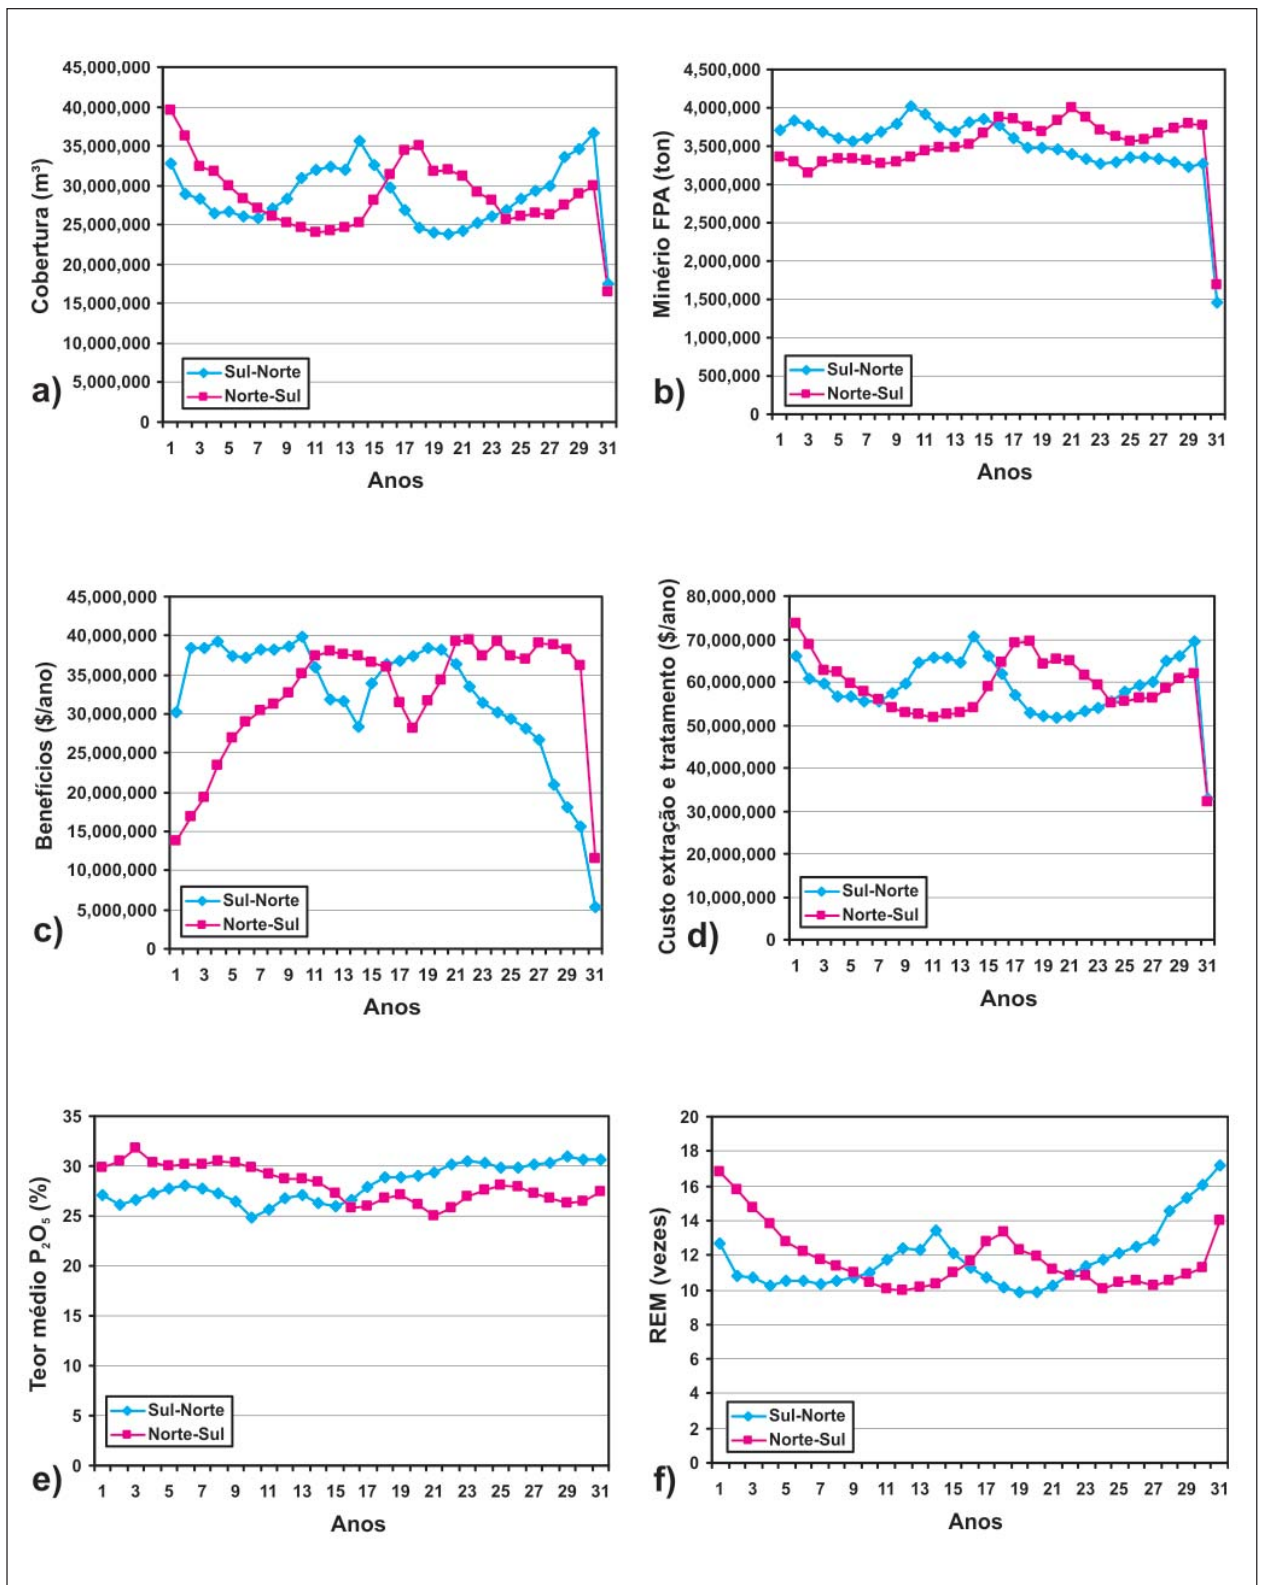 45,000,000
40,000,000
35,000,000
30,000,000
25,000,000
20,000,000
15,000,000
10,000,000
5,000,000
0
Cobertura (m³)
Sul-Norte
Norte-Sul
a)
1 3 5 7 9 11 13 15 17 19 21 23 25 27 29 31
Anos
4,500,000
4,000,000
3,500,000
3,000,000
2,500,000
2,000,000
1,500,000
1,000,000
500,000
0
Minério FPA (ton)
Sul-Norte
Norte-Sul
b)
1 3 5 7 9 11 13 15 17 19 21 23 25 27 29 31
Anos
45,000,000
40,000,000
35,000,000
30,000,000
25,000,000
20,000,000
15,000,000
10,000,000
5,000,000
0
Benefícios ($/ano)
Sul-Norte
Norte-Sul
c)
1 3 5 7 9 11 13 15 17 19 21 23 25 27 29 31
Anos
80,000,000
70,000,000
60,000,000
50,000,000
40,000,000
30,000,000
20,000,000
10,000,000
0
Custo extração e tratamento ($/ano)
Sul-Norte
Norte-Sul
d)
1 3 5 7 9 11 13 15 17 19 21 23 25 27 29 31
Anos
35
30
25
20
15
10
5
0
Teor médio P₂O₅ (%)
Sul-Norte
Norte-Sul
e)
1 3 5 7 9 11 13 15 17 19 21 23 25 27 29 31
Anos
20
18
16
14
12
10
8
6
4
2
0
REM (vezes)
Sul-Norte
Norte-Sul
f)
1 3 5 7 9 11 13 15 17 19 21 23 25 27 29 31
Anos